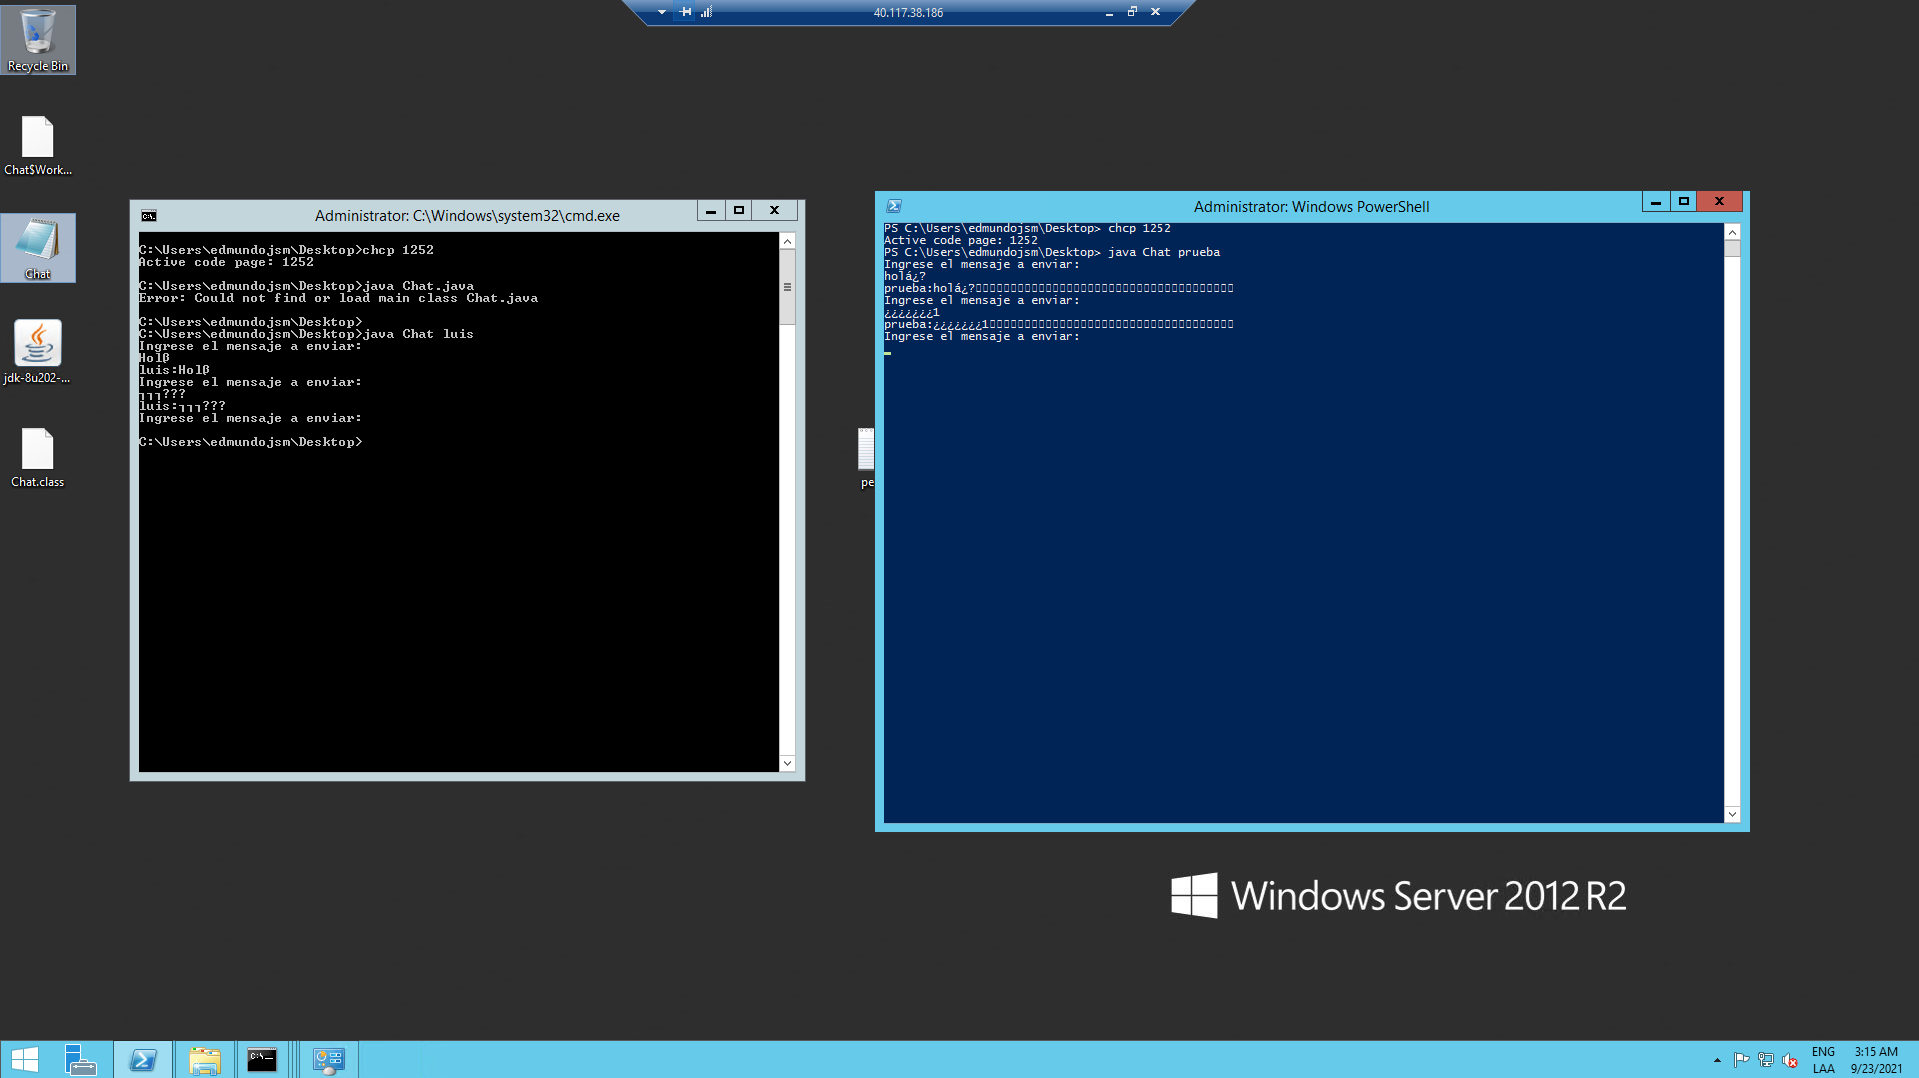 40.117.38.186
Recycle Bin
Chat$Work...
Chat
jdk-8u202-...
Chat.class
Administrator: C:\Windows\system32\cmd.exe
C:\Users\edmundojsm\Desktop>chcp 1252
Active code page: 1252
C:\Users\edmundojsm\Desktop>java Chat.java
Error: Could not find or load main class Chat.java
C:\Users\edmundojsm\Desktop>
C:\Users\edmundojsm\Desktop>java Chat luis
Ingrese el mensaje a enviar:
Holβ
luis:Holβ
Ingrese el mensaje a enviar:
┐┐┐???
luis:┐┐┐???
Ingrese el mensaje a enviar:
C:\Users\edmundojsm\Desktop>
pe
Administrator: Windows PowerShell
PS C:\Users\edmundojsm\Desktop> chcp 1252
Active code page: 1252
PS C:\Users\edmundojsm\Desktop> java Chat prueba
Ingrese el mensaje a enviar:
holá¿?
prueba:holá¿?
Ingrese el mensaje a enviar:
¿¿¿¿¿¿¿1
prueba:¿¿¿¿¿¿¿1
Ingrese el mensaje a enviar:
Windows Server 2012 R2
ENG
LAA
3:15 AM
9/23/2021